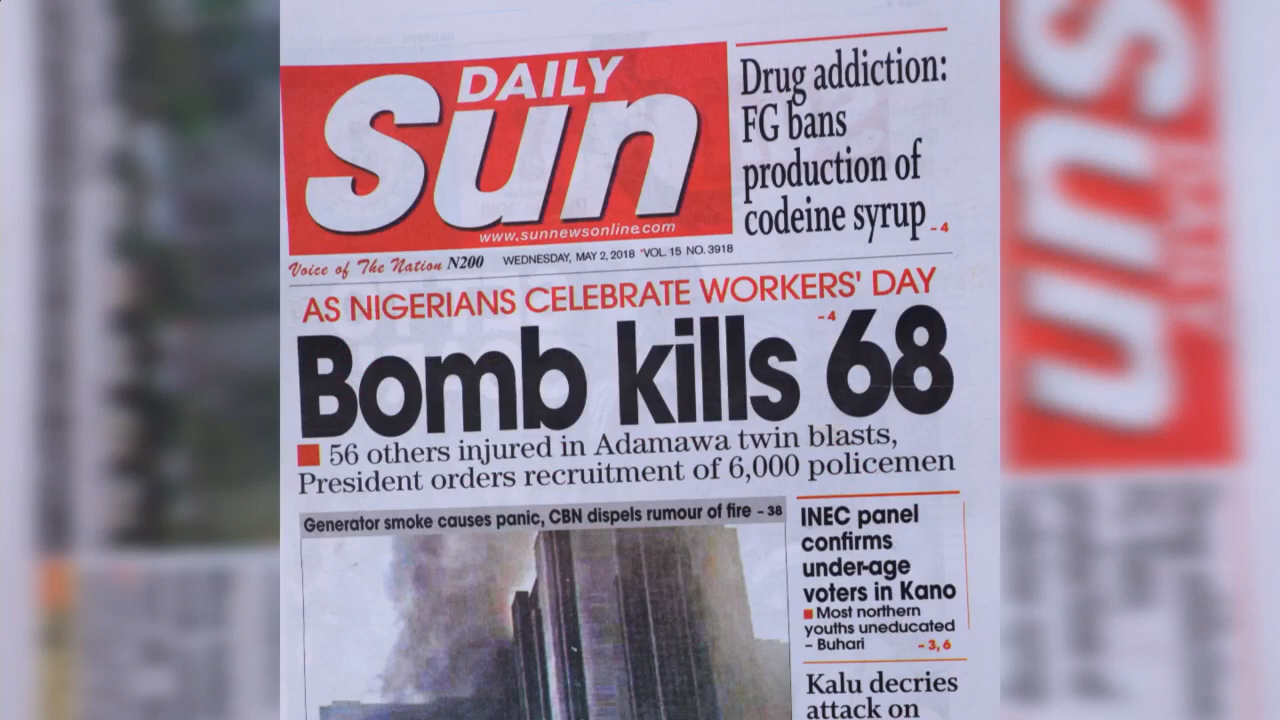 DAILY
Sun
www.sunnewsonline.com
Drug addiction:
FG bans
production of
codeine syrup - 4
Voice of The Nation N200 WEDNESDAY, MAY 2, 2018 *VOL. 15 NO. 3918
AS NIGERIANS CELEBRATE WORKERS' DAY
- 4
Bomb kills 68
56 others injured in Adamawa twin blasts,
President orders recruitment of 6,000 policemen
Generator smoke causes panic, CBN dispels rumour of fire - 38
INEC panel
confirms
under-age
voters in Kano
Most northern
youths uneducated
– Buhari - 3, 6
Kalu decries
attack on